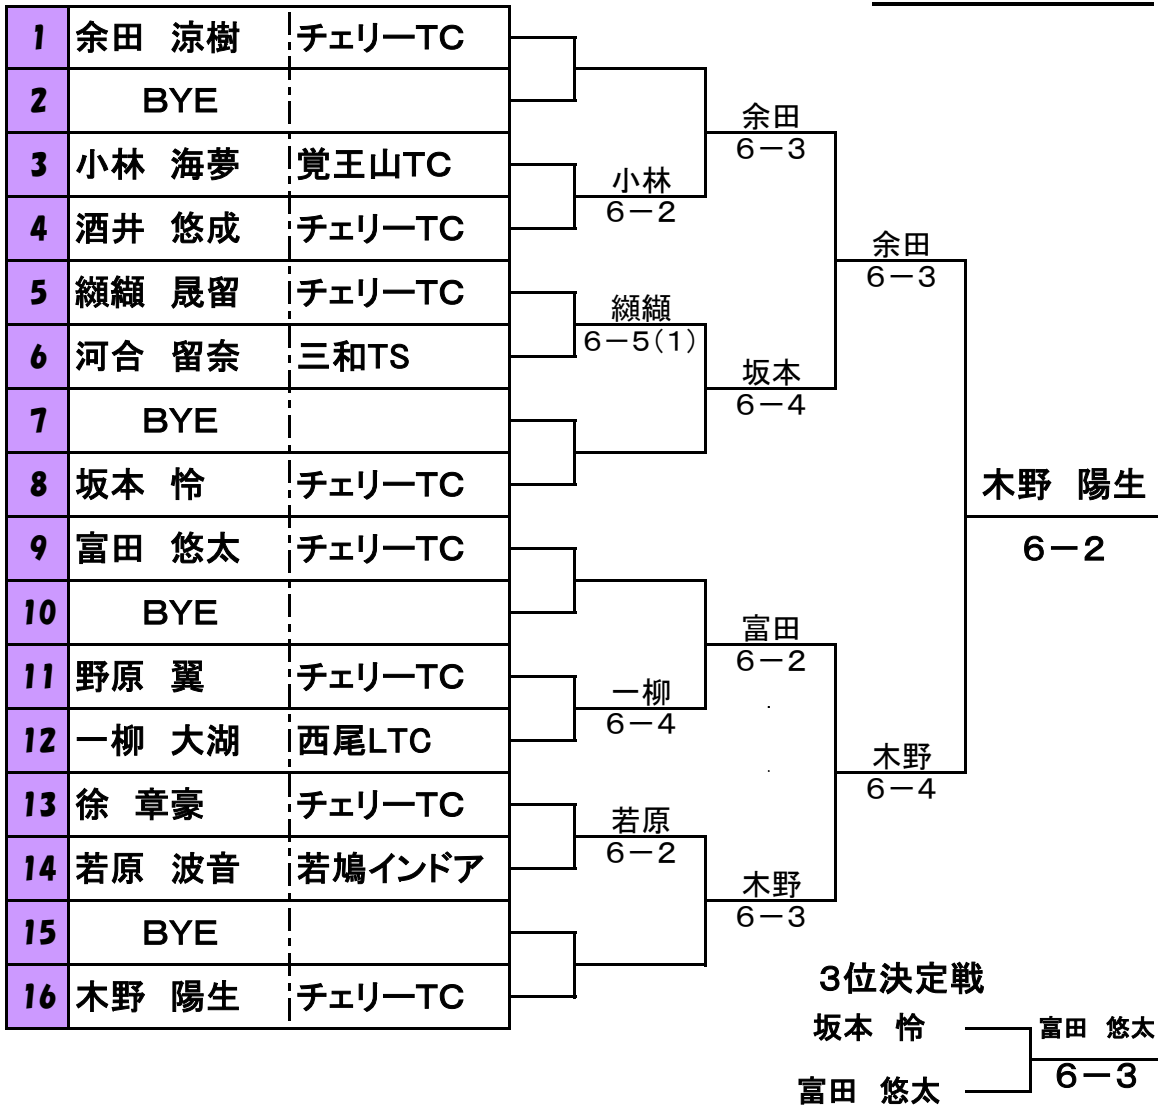 1 余田　涼樹 チェリーTC
2 BYE
3 小林　海夢 覚王山TC
4 酒井　悠成 チェリーTC
5 纐纈　晟留 チェリーTC
6 河合　留奈 三和TS
7 BYE
8 坂本　怜 チェリーTC
9 富田　悠太 チェリーTC
10 BYE
11 野原　翼 チェリーTC
12 一柳　大湖 西尾LTC
13 徐　章豪 チェリーTC
14 若原　波音 若鳩インドア
15 BYE
16 木野　陽生 チェリーTC
小林
6－2
纐纈
6－5（1）
一柳
6－4
若原
6－2
余田
6－3
坂本
6－4
富田
6－2
木野
6－3
余田
6－3
木野
6－4
木野　陽生
6－2
3位決定戦
坂本　怜
富田　悠太
富田　悠太
6－3